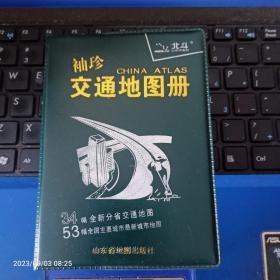 北斗
袖珍
CHINA ATLAS
交通地图册
34幅全新分省交通地图
53幅全国主要城市最新城市地图
山东省地图出版社
2023/09/03 08:25